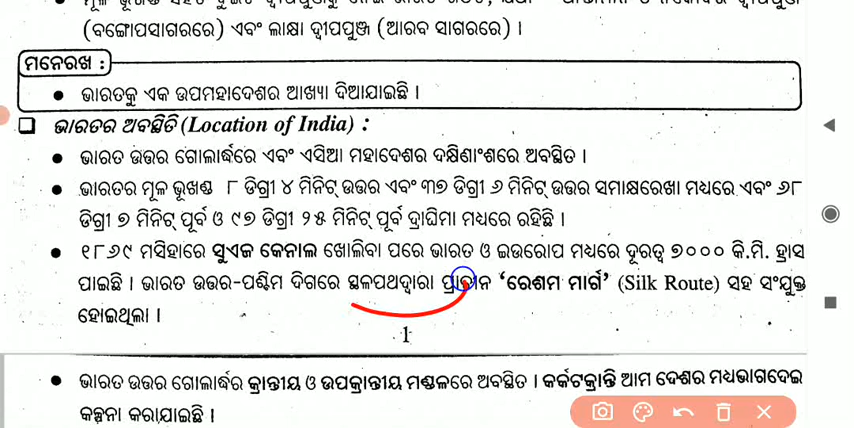 (ବଙ୍ଗୋପସାଗରରେ) ଏବଂ ଲାକ୍ଷା ଦ୍ୱୀପପୁଞ୍ଜ (ଆରବ ସାଗରରେ) ।
ମନେରଖ :
• ଭାରତକୁ ଏକ ଉପମହାଦେଶର ଆଖ୍ୟା ଦିଆଯାଇଛି ।
❑ ଭାରତର ଅବସ୍ଥିତି (Location of India) :
• ଭାରତ ଉତ୍ତର ଗୋଲାର୍ଦ୍ଧରେ ଏବଂ ଏସିଆ ମହାଦେଶର ଦକ୍ଷିଣାଂଶରେ ଅବସ୍ଥିତ ।
• ଭାରତର ମୂଳ ଭୂଖଣ୍ଡ ୮ ଡିଗ୍ରୀ ୪ ମିନିଟ୍ ଉତ୍ତର ଏବଂ ୩୭ ଡିଗ୍ରୀ ୬ ମିନିଟ୍ ଉତ୍ତର ସମାକ୍ଷରେଖା ମଧ୍ୟରେ ଏବଂ ୬୮
ଡିଗ୍ରୀ ୭ ମିନିଟ୍ ପୂର୍ବ ଓ ୯୭ ଡିଗ୍ରୀ ୨୫ ମିନିଟ୍ ପୂର୍ବ ଦ୍ରାଘିମା ମଧ୍ୟରେ ରହିଛି ।
• ୧୮୬୯ ମସିହାରେ ସୁଏଜ କେନାଲ ଖୋଲିବା ପରେ ଭାରତ ଓ ଇଉରୋପ ମଧ୍ୟରେ ଦୂରତ୍ୱ ୭୦୦୦ କି.ମି. ହ୍ରାସ
ପାଇଛି । ଭାରତ ଉତ୍ତର-ପଶ୍ଚିମ ଦିଗରେ ସ୍ଥଳପଥଦ୍ୱାରା ପ୍ରାଚୀନ ‘ରେଶମ ମାର୍ଗ’ (Silk Route) ସହ ସଂଯୁକ୍ତ
ହୋଇଥିଲା ।
1
• ଭାରତ ଉତ୍ତର ଗୋଲାର୍ଦ୍ଧର କ୍ରାନ୍ତୀୟ ଓ ଉପକ୍ରାନ୍ତୀୟ ମଣ୍ଡଳରେ ଅବସ୍ଥିତ । କର୍କଟକ୍ରାନ୍ତି ଆମ ଦେଶର ମଧ୍ୟଭାଗଦେଇ
କଳ୍ପନା କରାଯାଇଛି ।